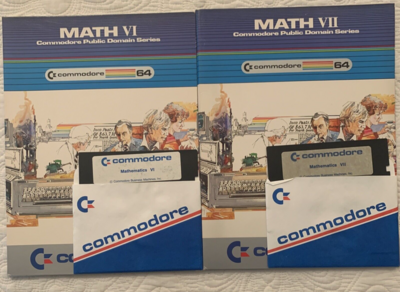 MATH VI
Commodore Public Domain Series
commodore 64
commodore
Mathematics VI
commodore
MATH VII
Commodore Public Domain Series
commodore 64
commodore
Mathematics VII
commodore